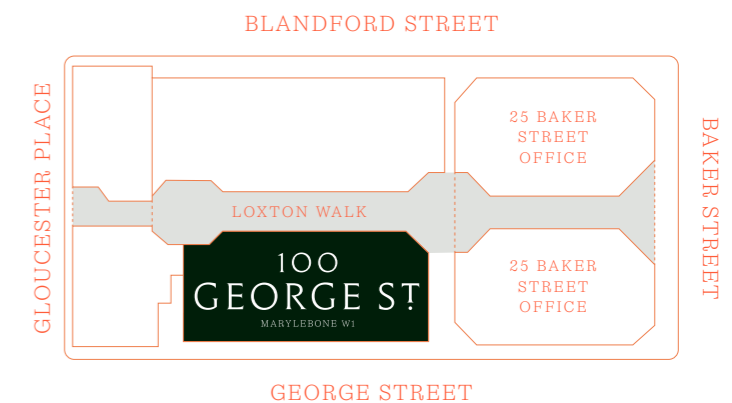 BLANDFORD STREET
GLOUCESTER PLACE
25 BAKER
STREET
OFFICE
BAKER STREET
LOXTON WALK
100
GEORGE ST
MARYLEBONE W1
25 BAKER
STREET
OFFICE
GEORGE STREET